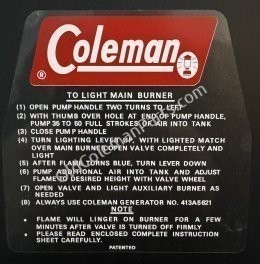 Coleman
®
TO LIGHT MAIN BURNER
(1) OPEN PUMP HANDLE TWO TURNS TO LEFT
(2) WITH THUMB OVER HOLE AT END OF PUMP HANDLE,
PUMP 35 TO 50 FULL STROKES OF AIR INTO TANK
(3) CLOSE PUMP HANDLE
(4) TURN LIGHTING LEVER UP, WITH LIGHTED MATCH
OVER MAIN BURNER OPEN VALVE COMPLETELY AND
LIGHT
(5) AFTER FLAME TURNS BLUE, TURN LEVER DOWN
(6) PUMP ADDITIONAL AIR INTO TANK AND ADJUST
FLAME TO DESIRED HEIGHT WITH VALVE WHEEL
(7) OPEN VALVE AND LIGHT AUXILIARY BURNER AS
NEEDED
(8) ALWAYS USE COLEMAN GENERATOR NO. 413A5621
NOTE
• FLAME WILL LINGER ON BURNER FOR A FEW
MINUTES AFTER VALVE IS TURNED OFF FIRMLY
• PLEASE READ ENCLOSED COMPLETE INSTRUCTION
SHEET CAREFULLY.
PATENTED